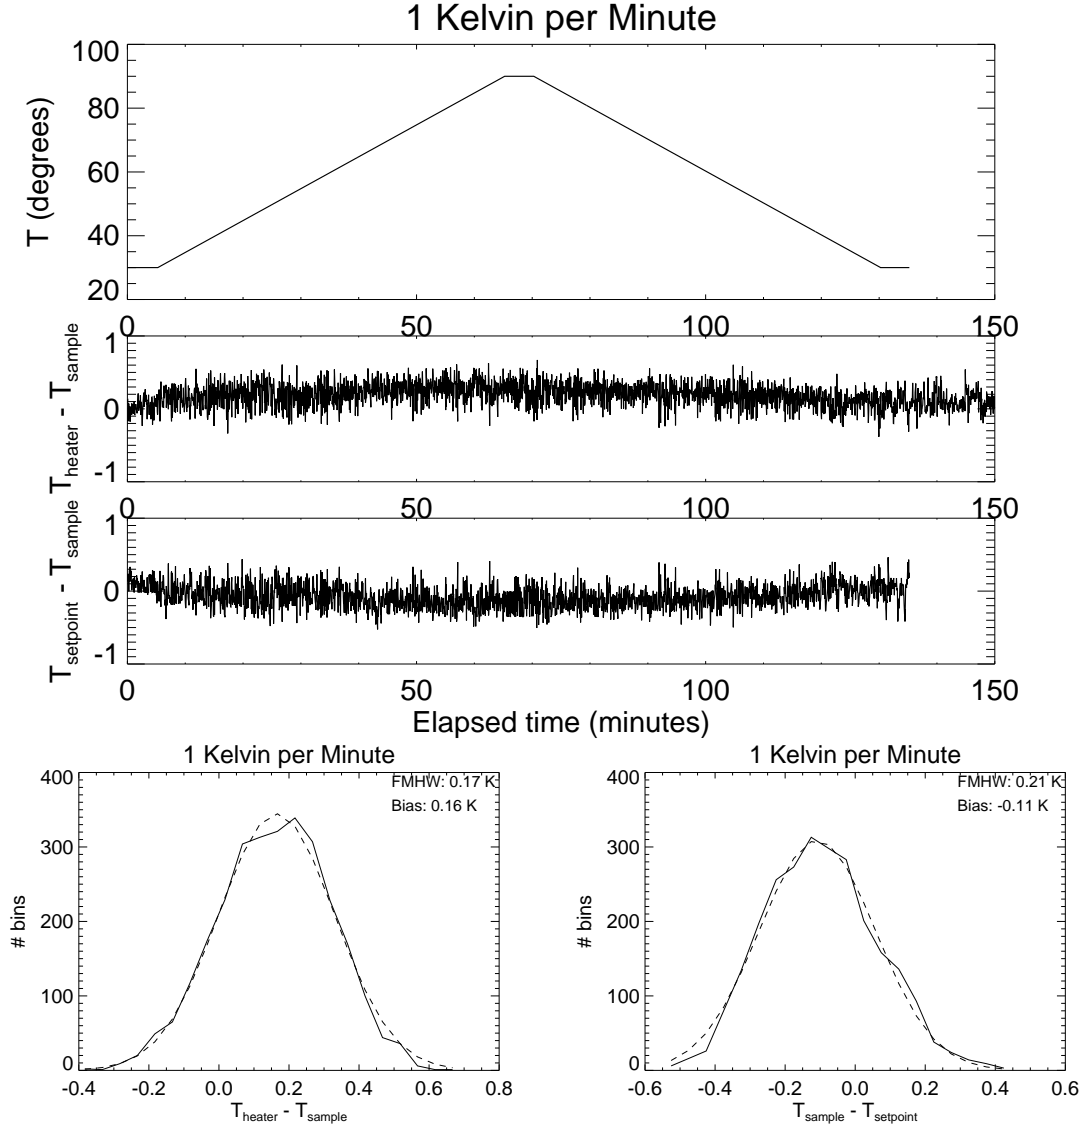 1 Kelvin per Minute
100
80
60
40
20
T (degrees)
0 50 100 150
1
0
-1
T_heater - T_sample
0 50 100 150
1
0
-1
T_setpoint - T_sample
0 50 100 150
Elapsed time (minutes)
1 Kelvin per Minute
400
300
200
100
0
# bins
FMHW: 0.17 K
Bias: 0.16 K
-0.4 -0.2 0.0 0.2 0.4 0.6 0.8
T_heater - T_sample
1 Kelvin per Minute
400
300
200
100
0
# bins
FMHW: 0.21 K
Bias: -0.11 K
-0.6 -0.4 -0.2 0.0 0.2 0.4 0.6
T_sample - T_setpoint